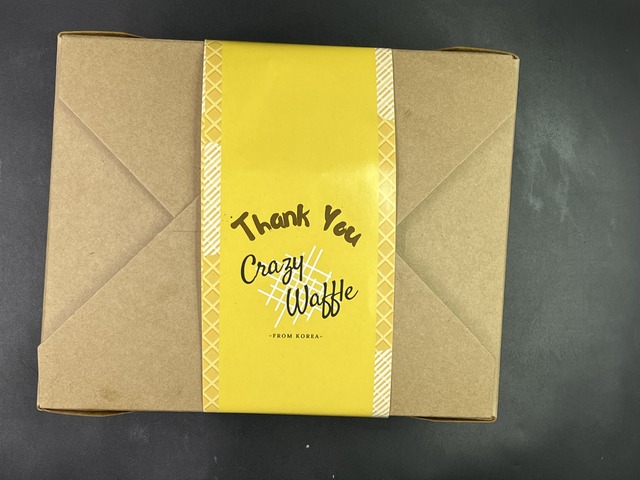 Thank You
Crazy
Waffle
-FROM KOREA-